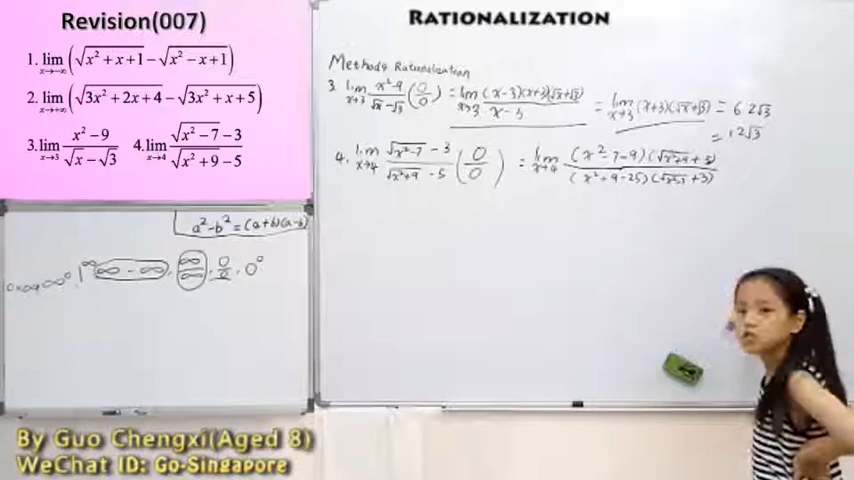 Revision(007)
1. lim x→-∞ (√(x² + x + 1) − √(x² − x + 1))
2. lim x→+∞ (√(3x² + 2x + 4) − √(3x² + x + 5))
3. lim x→3 (x² − 9)/(√x − √3) 4. lim x→4 (√(x² − 7) − 3)/(√(x² + 9) − 5)
a² − b² = (a+b)(a−b)
∞⁰, 1^∞, ∞ − ∞, ∞/∞, 0/0, 0⁰
By Guo Chengxi(Aged 8)
WeChat ID: Go-Singapore
RATIONALIZATION
Method4 Rationalization
3. lim x→3 (x²−9)/(√x−√3) (0/0) = lim x→3 (x−3)(x+3)(√x+√3)/(x−3) = lim x→3 (x+3)(√x+√3) = 6 2√3
= 12√3
4. lim x→4 (√(x²−7) − 3)/(√(x²+9) − 5) (0/0) = lim x→4 (x²−7−9)(√(x²+9)+5)/((x²+9−25)(√(x²−7)+3))